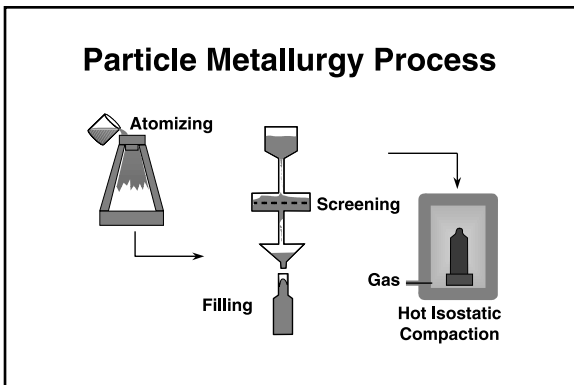 Particle Metallurgy Process
Atomizing
Screening
Filling
Gas
Hot Isostatic
Compaction